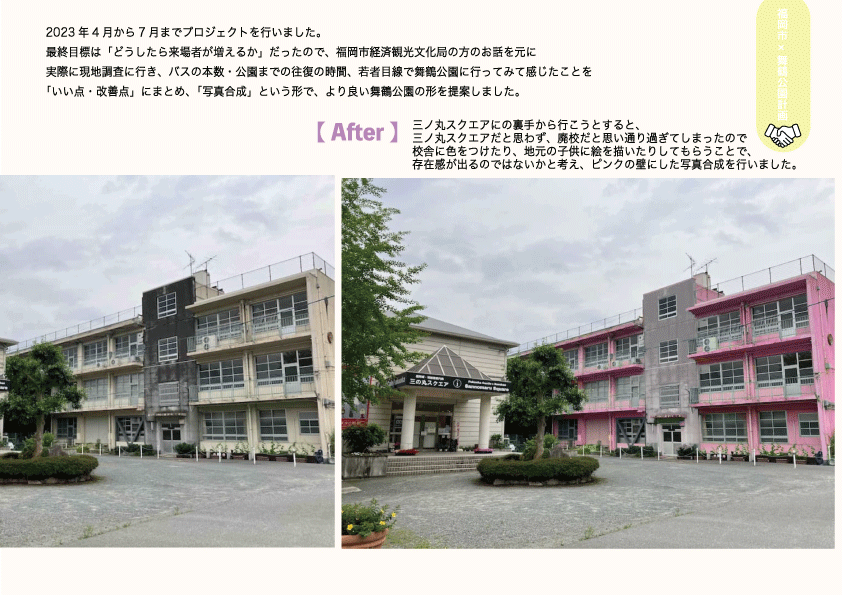 2023年4月から7月までプロジェクトを行いました。
最終目標は「どうしたら来場者が増えるか」だったので、福岡市経済観光文化局の方のお話を元に
実際に現地調査に行き、バスの本数・公園までの往復の時間、若者目線で舞鶴公園に行ってみて感じたことを
「いい点・改善点」にまとめ、「写真合成」という形で、より良い舞鶴公園の形を提案しました。
福岡市×舞鶴公園計画
【 After 】
三ノ丸スクエアにの裏手から行こうとすると、
三ノ丸スクエアだと思わず、廃校だと思い通り過ぎてしまったので
校舎に色をつけたり、地元の子供に絵を描いたりしてもらうことで、
存在感が出るのではないかと考え、ピンクの壁にした写真合成を行いました。
三の丸スクエア
Sannomaru Square